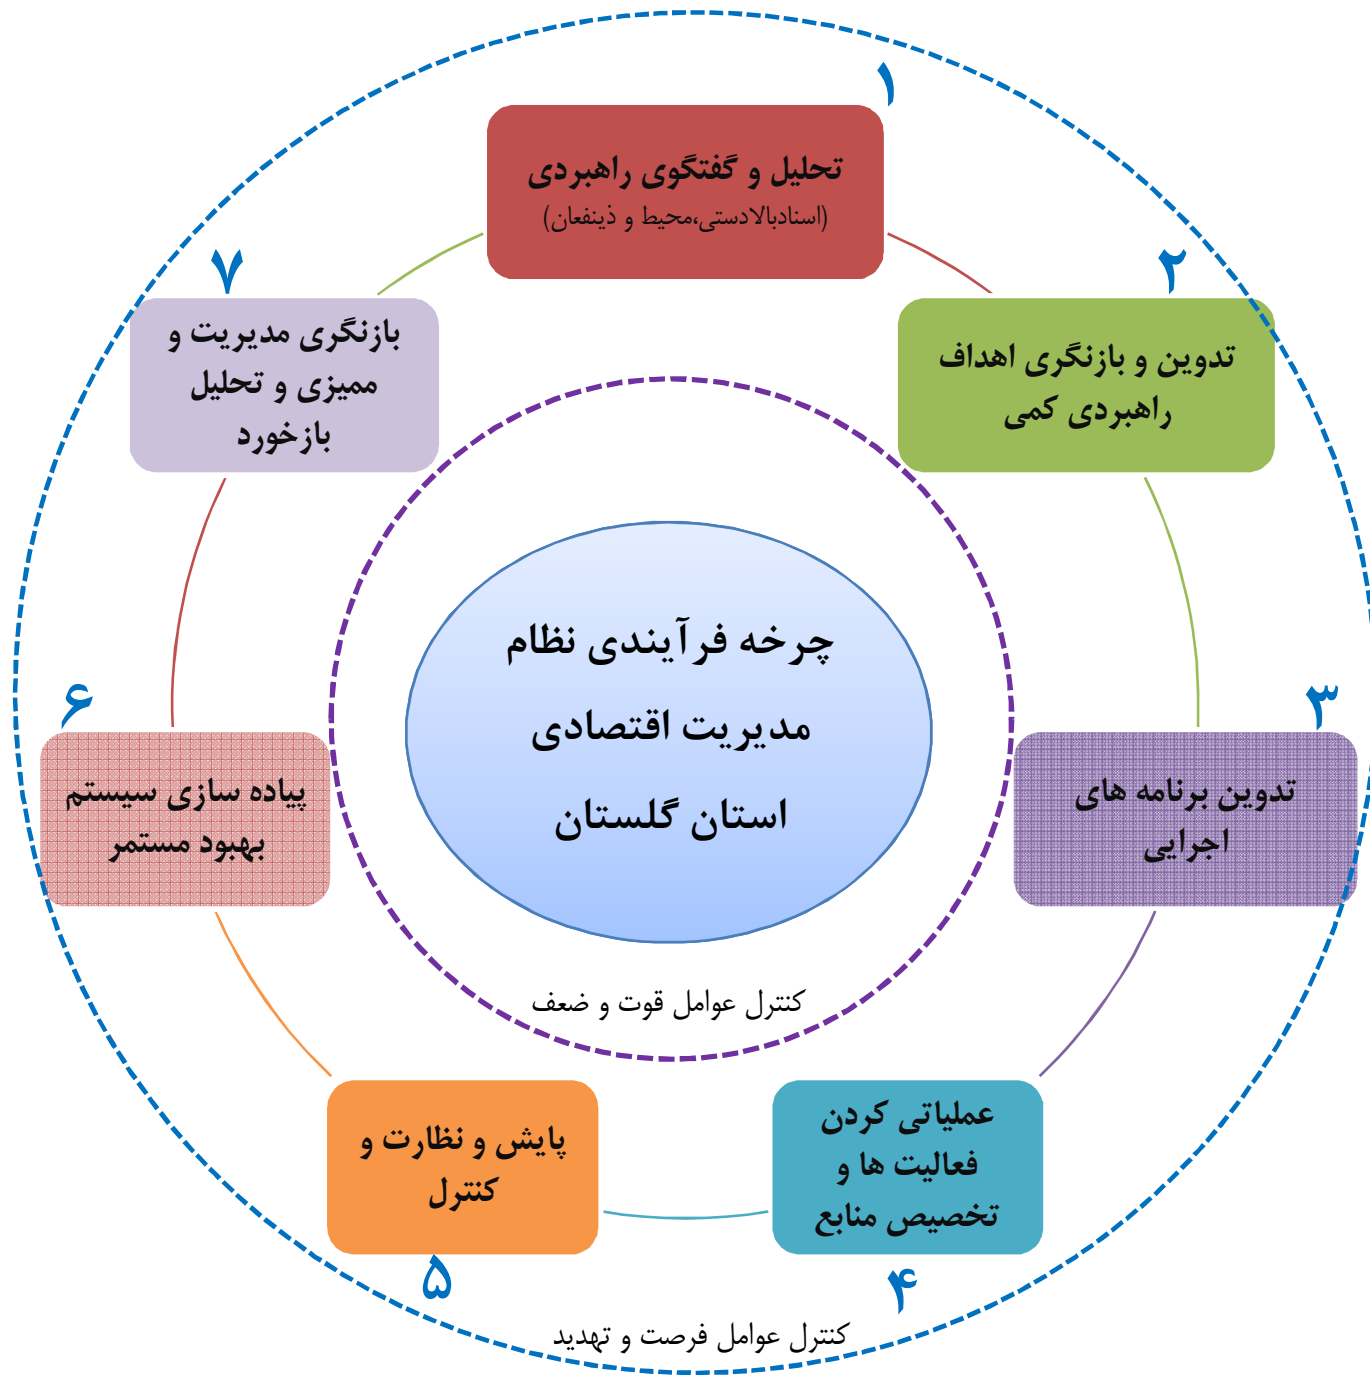 ۱
تحلیل و گفتگوی راهبردی
(اسنادبالادستی،محیط و ذینفعان)
۲
تدوین و بازنگری اهداف
راهبردی کمی
۳
تدوین برنامه های
اجرایی
۴
عملیاتی کردن
فعالیت ها و
تخصیص منابع
۵
پایش و نظارت و
کنترل
۶
پیاده سازی سیستم
بهبود مستمر
۷
بازنگری مدیریت و
ممیزی و تحلیل
بازخورد
چرخه فرآیندی نظام
مدیریت اقتصادی
استان گلستان
کنترل عوامل قوت و ضعف
کنترل عوامل فرصت و تهدید